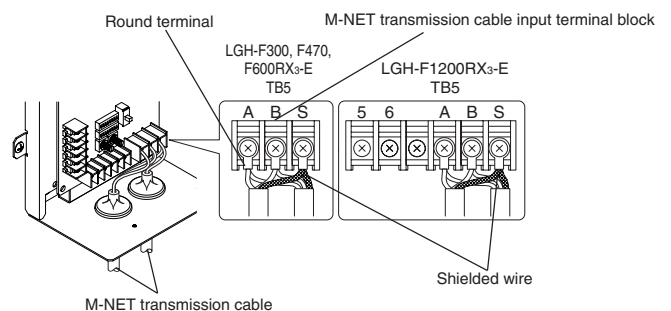 Round terminal
M-NET transmission cable input terminal block
LGH-F300, F470,
F600RX₃-E
TB5
A B S
LGH-F1200RX₃-E
TB5
5 6 A B S
Shielded wire
M-NET transmission cable